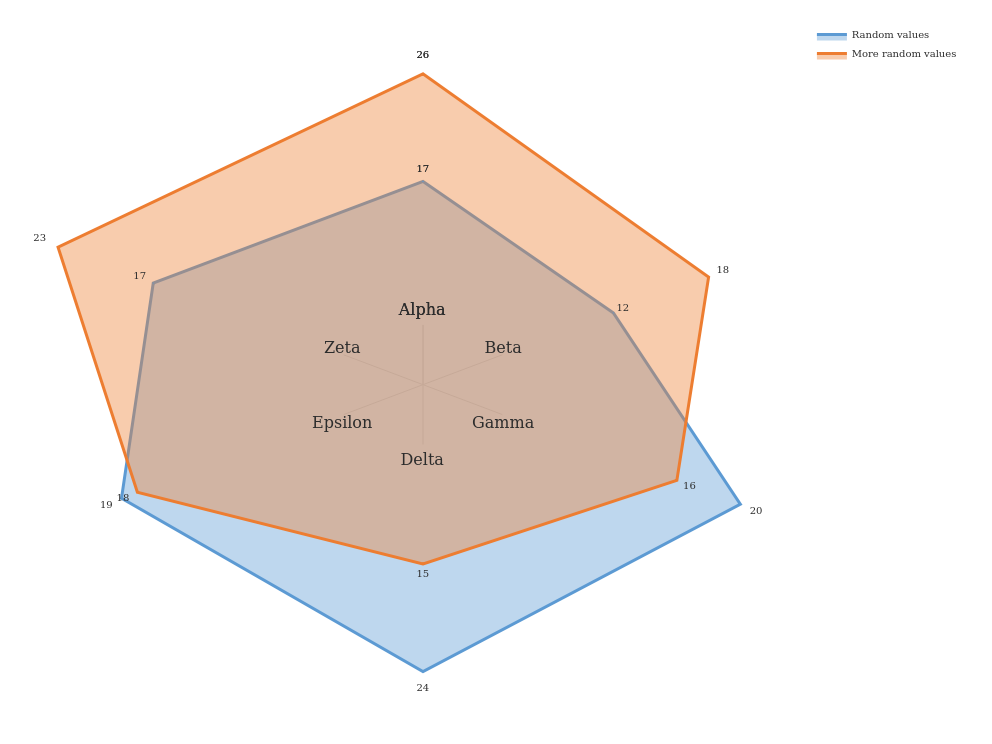 Random values
More random values
26
17
23
18
17
12
Alpha
Zeta
Beta
Epsilon
Gamma
Delta
16
19
18
20
15
24